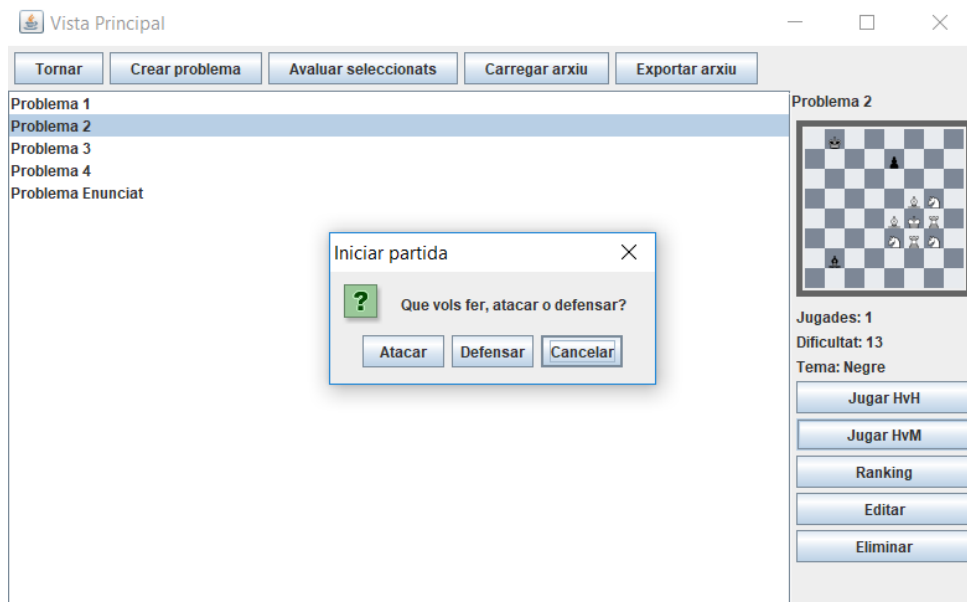 Vista Principal
Tornar Crear problema Avaluar seleccionats Carregar arxiu Exportar arxiu
Problema 1
Problema 2
Problema 3
Problema 4
Problema Enunciat
Iniciar partida
? Que vols fer, atacar o defensar?
Atacar Defensar Cancelar
Problema 2
Jugades: 1
Dificultat: 13
Tema: Negre
Jugar HvH
Jugar HvM
Ranking
Editar
Eliminar